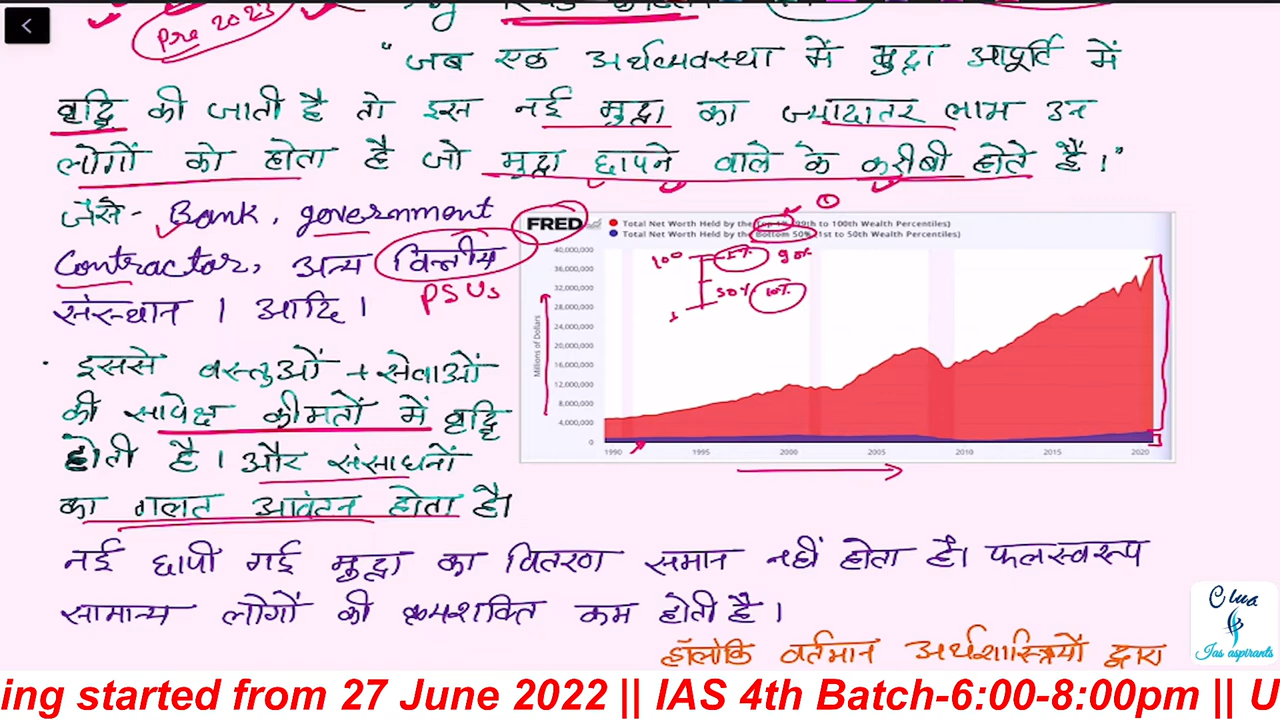 Pre 2023
"जब एक अर्थव्यवस्था में मुद्रा आपूर्ति में
वृद्धि की जाती है तो इस नई मुद्रा का ज्यादातर लाभ उन
लोगों को होता है जो मुद्रा छापने वाले के करीबी होते हैं।"
जैसे- Bank, government
Contractor, अन्य वित्तीय
PSUs
संस्थान । आदि ।
①
FRED
Total Net Worth Held by the Top 1% (99th to 100th Wealth Percentiles)
Total Net Worth Held by the Bottom 50% (1st to 50th Wealth Percentiles)
Millions of Dollars
40,000,000
36,000,000
32,000,000
28,000,000
24,000,000
20,000,000
16,000,000
12,000,000
8,000,000
4,000,000
0
1990 1995 2000 2005 2010 2015 2020
100 1% 90%
50% 10%
1
इससे वस्तुओं + सेवाओं
की सापेक्ष कीमतों में वृद्धि
होती है । और संसाधनों
का गलत आवंटन होता है।
नई छापी गई मुद्रा का वितरण समान नहीं होता है। फलस्वरूप
सामान्य लोगों की क्रयशक्ति कम होती है ।
हॉलांकि वर्तमान अर्थशास्त्रियों द्वारा
Clue
Ias aspirants
ing started from 27 June 2022 || IAS 4th Batch-6:00-8:00pm || U